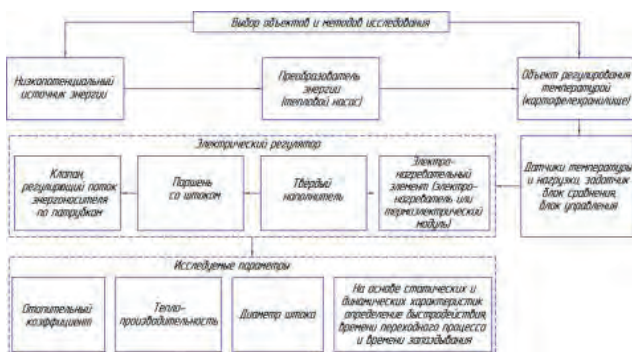 Выбор объектов и методов исследования
Низкопотенциальный
источник энергии
Преобразователь
энергии
(тепловой насос)
Объект регулирования
температурой
(картофелехранилище)
Электрический регулятор
Клапан,
регулирующий поток
энергоносителя
по патрубкам
Поршень
со штоком
Твёрдый
наполнитель
Электро-
нагревательный
элемент (электро-
нагреватель или
термоэлектрический
модуль)
Датчики температуры
и нагрузки, задатчик
блок сравнения,
блок управления
Исследуемые параметры
Отопительный
коэффициент
Тепло-
производительность
Диаметр штока
На основе статических и
динамических характеристик
определение быстродействия,
времени переходного процесса
и времени запаздывания